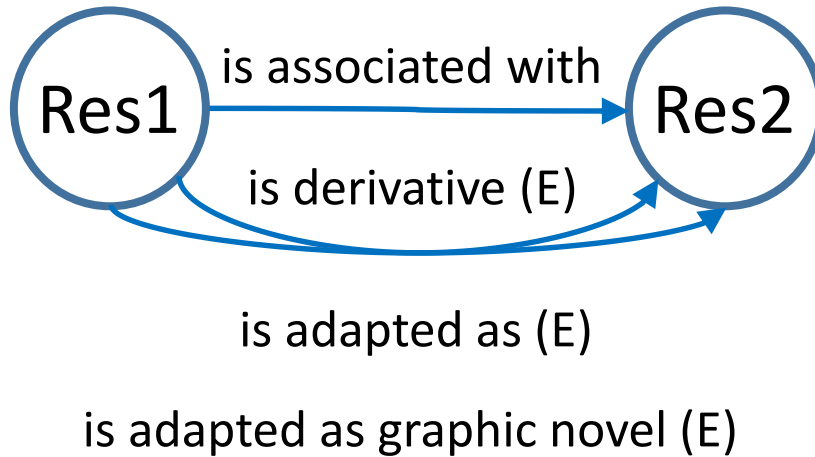 is associated with
Res1
Res2
is derivative (E)
is adapted as (E)
is adapted as graphic novel (E)